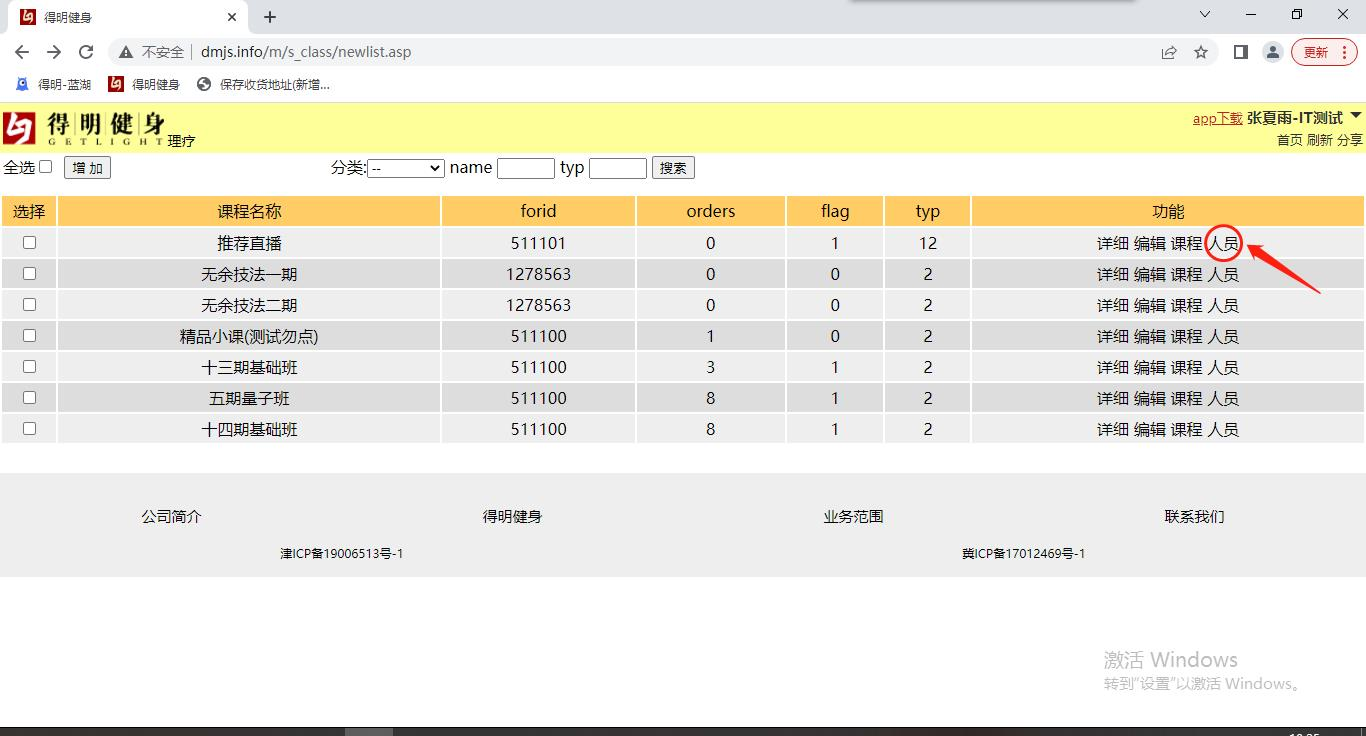 得明健身
不安全 dmjs.info/m/s_class/newlist.asp 更新
得明-蓝湖 得明健身 保存收货地址(新增...
得明健身 GETLIGHT 理疗 app下载 张夏雨-IT测试
首页 刷新 分享
全选 增 加 分类: -- name typ 搜索
选择 课程名称 forid orders flag typ 功能
推荐直播 511101 0 1 12 详细 编辑 课程 人员
无余技法一期 1278563 0 0 2 详细 编辑 课程 人员
无余技法二期 1278563 0 0 2 详细 编辑 课程 人员
精品小课(测试勿点) 511100 1 0 2 详细 编辑 课程 人员
十三期基础班 511100 3 1 2 详细 编辑 课程 人员
五期量子班 511100 8 1 2 详细 编辑 课程 人员
十四期基础班 511100 8 1 2 详细 编辑 课程 人员
公司简介 得明健身 业务范围 联系我们
津ICP备19006513号-1 冀ICP备17012469号-1
激活 Windows
转到"设置"以激活 Windows。